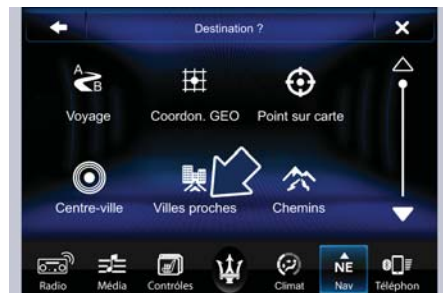 Destination ?
A
B
Voyage Coordon. GEO Point sur carte
Centre-ville Villes proches Chemins
NE
Radio Média Contrôles Climat Nav Téléphon